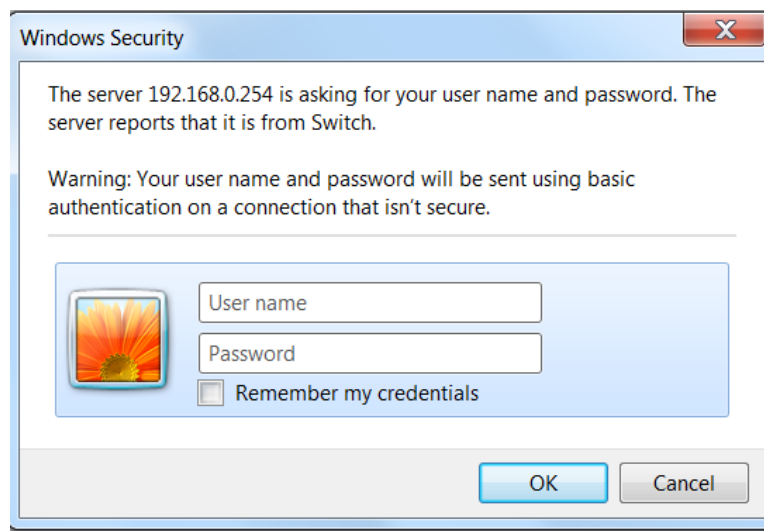 Windows Security
The server 192.168.0.254 is asking for your user name and password. The
server reports that it is from Switch.
Warning: Your user name and password will be sent using basic
authentication on a connection that isn't secure.
User name
Password
Remember my credentials
OK
Cancel